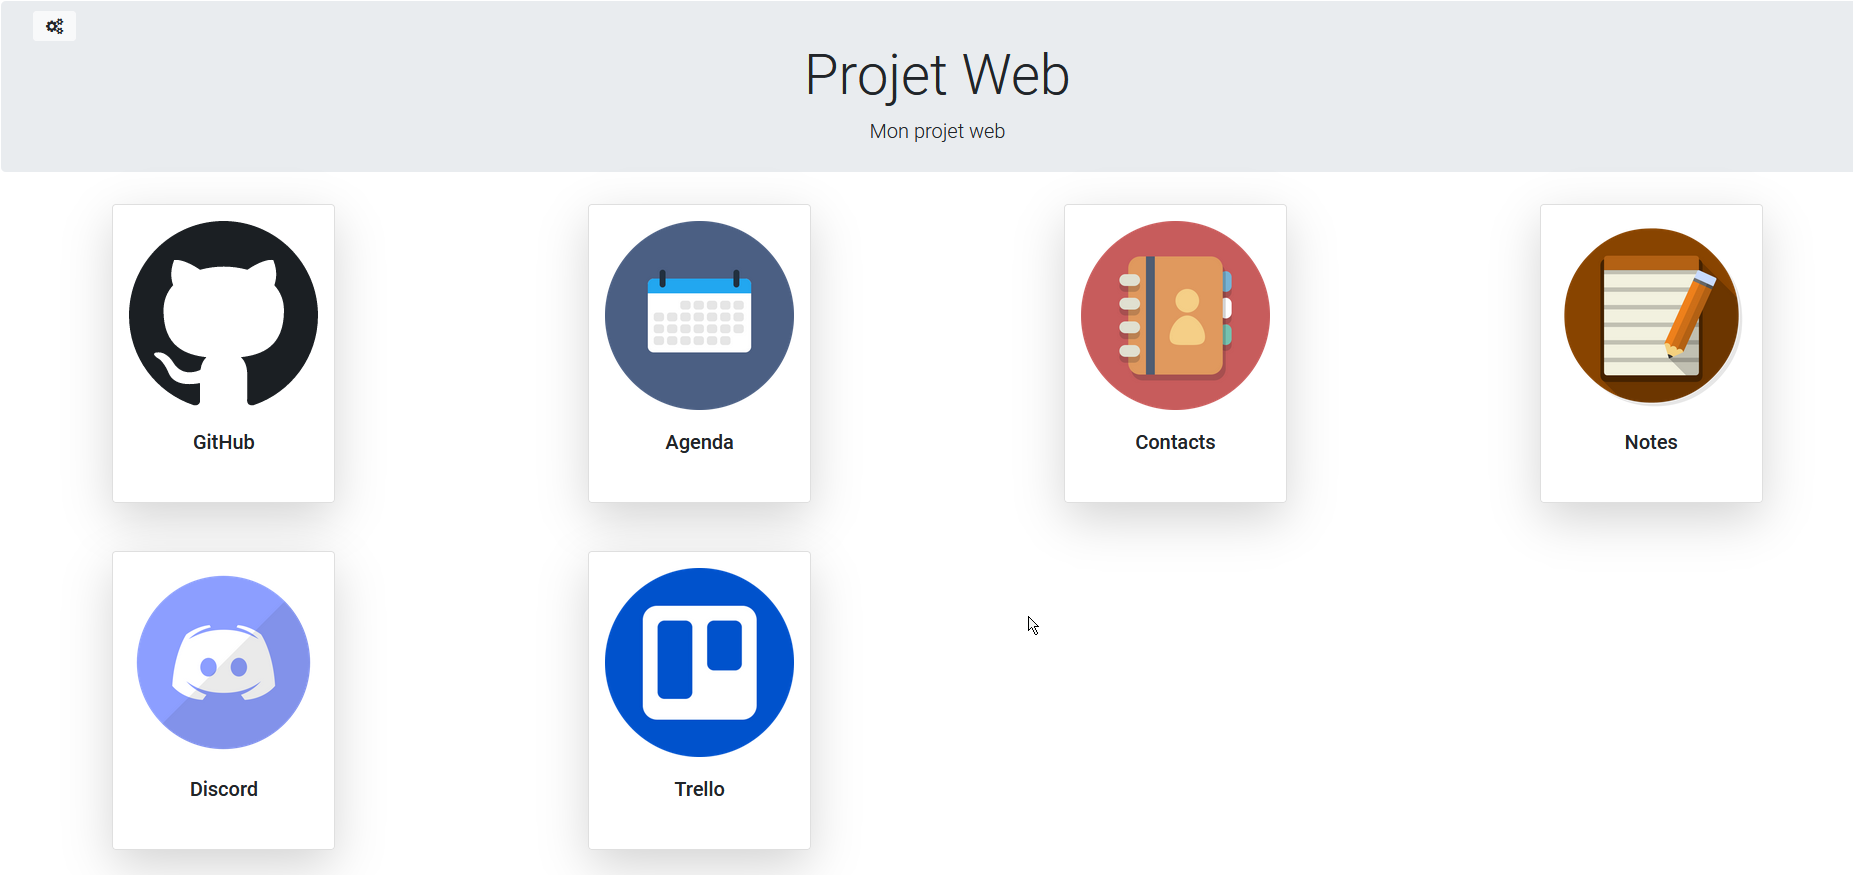 Projet Web
Mon projet web
GitHub
Agenda
Contacts
Notes
Discord
Trello